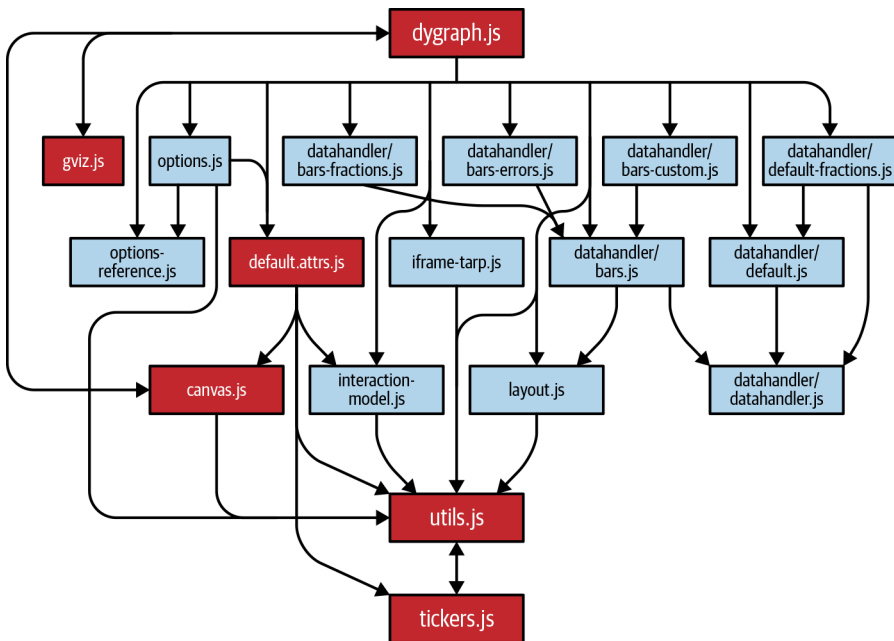 dygraph.js
gviz.js
options.js
datahandler/
bars-fractions.js
datahandler/
bars-errors.js
datahandler/
bars-custom.js
datahandler/
default-fractions.js
options-
reference.js
default.attrs.js
iframe-tarp.js
datahandler/
bars.js
datahandler/
default.js
canvas.js
interaction-
model.js
layout.js
datahandler/
datahandler.js
utils.js
tickers.js